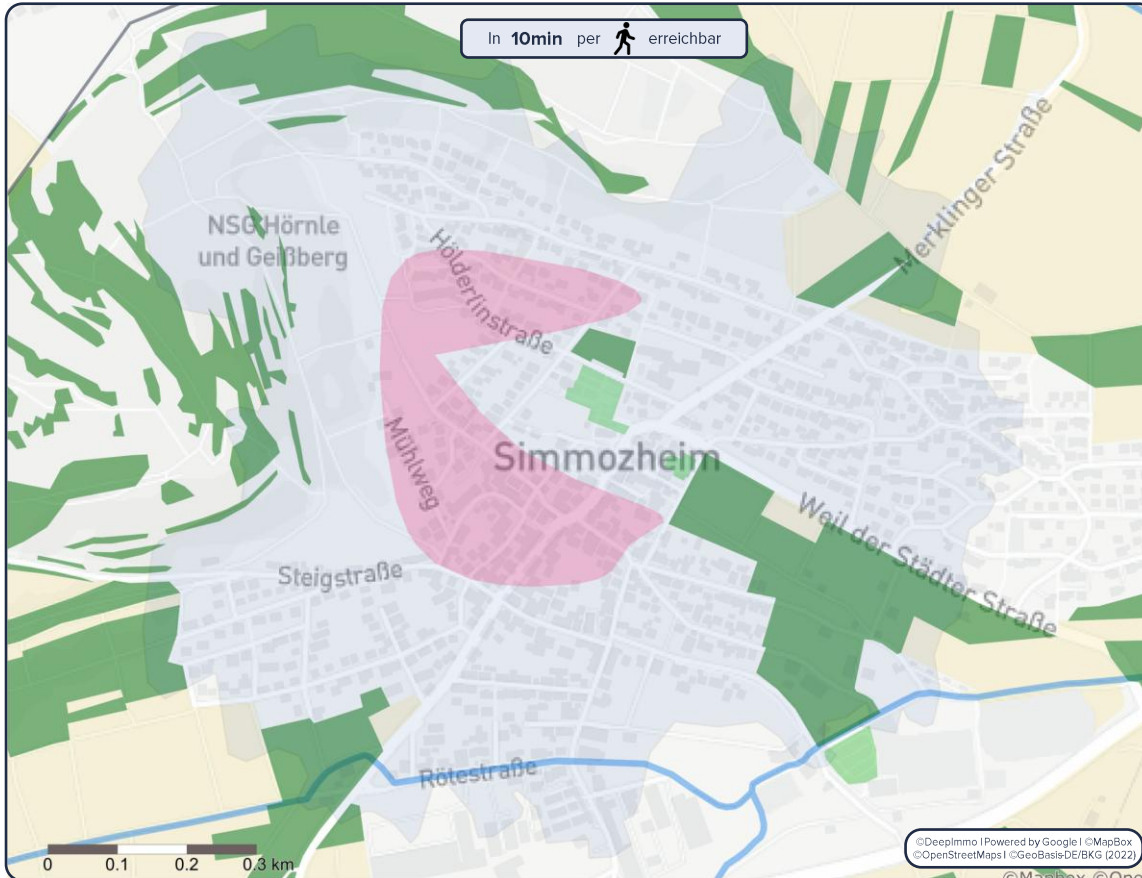 In 10min per erreichbar
Merklinger Straße
NSG Hörnle
und Geißberg
Hölderlinstraße
Mühlweg
Simmozheim
Weil der Städter Straße
Steigstraße
Rötestraße
0 0.1 0.2 0.3 km
©DeepImmo | Powered by Google | ©MapBox
©OpenStreetMaps | ©GeoBasis-DE/BKG (2022)